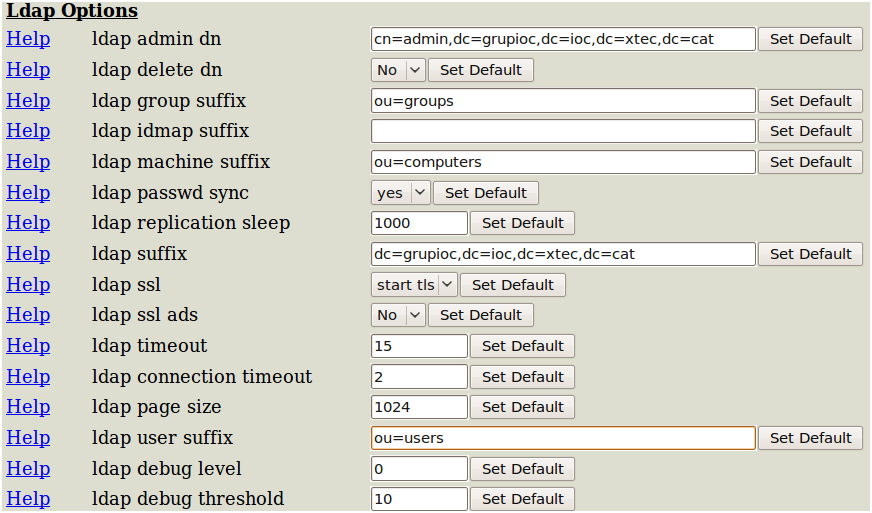 Ldap Options
Help ldap admin dn cn=admin,dc=grupioc,dc=ioc,dc=xtec,dc=cat Set Default
Help ldap delete dn No Set Default
Help ldap group suffix ou=groups Set Default
Help ldap idmap suffix Set Default
Help ldap machine suffix ou=computers Set Default
Help ldap passwd sync yes Set Default
Help ldap replication sleep 1000 Set Default
Help ldap suffix dc=grupioc,dc=ioc,dc=xtec,dc=cat Set Default
Help ldap ssl start tls Set Default
Help ldap ssl ads No Set Default
Help ldap timeout 15 Set Default
Help ldap connection timeout 2 Set Default
Help ldap page size 1024 Set Default
Help ldap user suffix ou=users Set Default
Help ldap debug level 0 Set Default
Help ldap debug threshold 10 Set Default